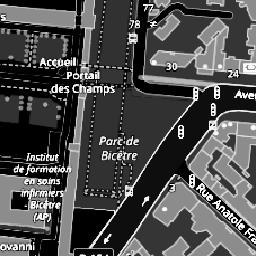 77
78
s
Accueil
Portail
des Champs
30
24
Parc de
Bicêtre
Institut
de formation
en soins
infirmiers
Bicêtre
(AP)
3
Rue Anatole Fra
ovanni